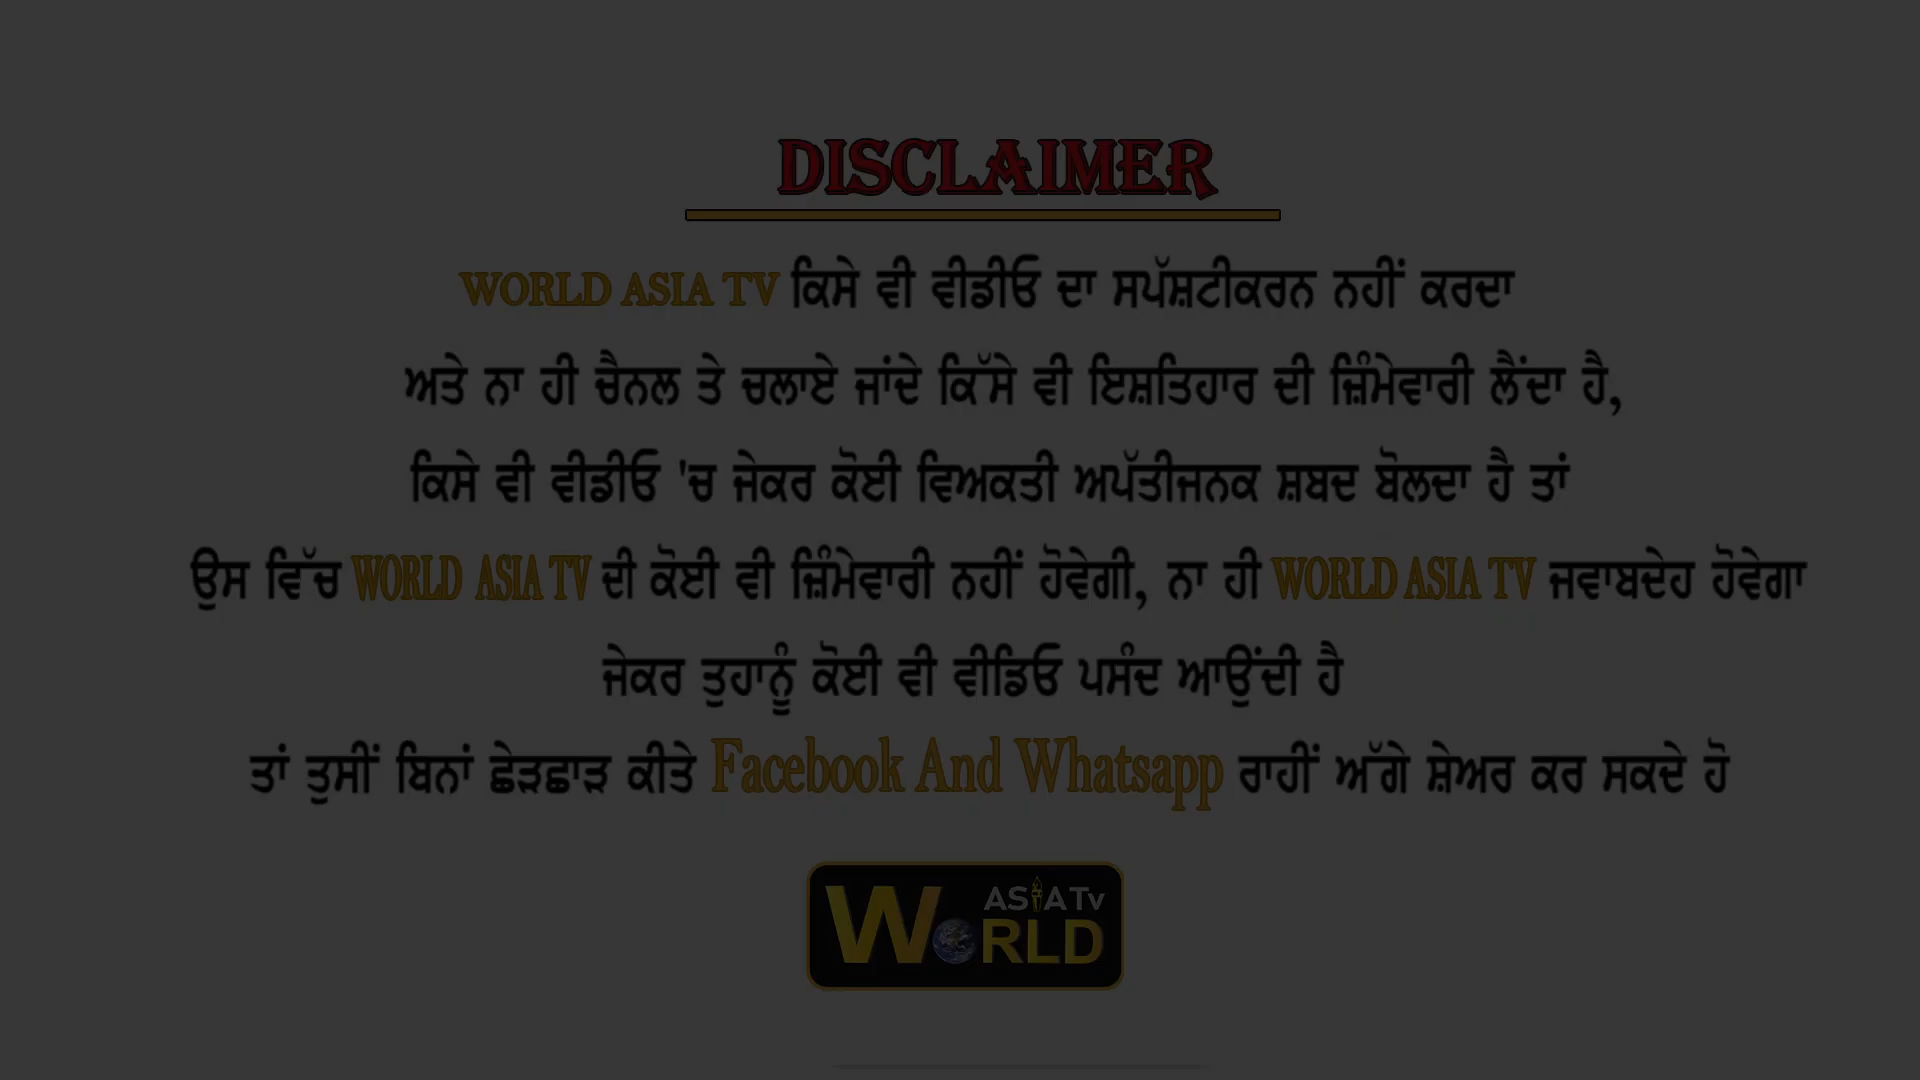 DISCLAIMER
WORLD ASIA TV ਕਿਸੇ ਵੀ ਵੀਡੀਓ ਦਾ ਸਪੱਸ਼ਟੀਕਰਨ ਨਹੀਂ ਕਰਦਾ
ਅਤੇ ਨਾ ਹੀ ਚੈਨਲ ਤੇ ਚਲਾਏ ਜਾਂਦੇ ਕਿੱਸੇ ਵੀ ਇਸ਼ਤਿਹਾਰ ਦੀ ਜ਼ਿੰਮੇਵਾਰੀ ਲੈਂਦਾ ਹੈ,
ਕਿਸੇ ਵੀ ਵੀਡੀਓ 'ਚ ਜੇਕਰ ਕੋਈ ਵਿਅਕਤੀ ਅਪੱਤੀਜਨਕ ਸ਼ਬਦ ਬੋਲਦਾ ਹੈ ਤਾਂ
ਉਸ ਵਿੱਚ WORLD ASIA TV ਦੀ ਕੋਈ ਵੀ ਜ਼ਿੰਮੇਵਾਰੀ ਨਹੀਂ ਹੋਵੇਗੀ, ਨਾ ਹੀ WORLD ASIA TV ਜਵਾਬਦੇਹ ਹੋਵੇਗਾ
ਜੇਕਰ ਤੁਹਾਨੂੰ ਕੋਈ ਵੀ ਵੀਡਿਓ ਪਸੰਦ ਆਉਂਦੀ ਹੈ
ਤਾਂ ਤੁਸੀਂ ਬਿਨਾਂ ਛੇੜਛਾੜ ਕੀਤੇ Facebook And Whatsapp ਰਾਹੀਂ ਅੱਗੇ ਸ਼ੇਅਰ ਕਰ ਸਕਦੇ ਹੋ
ASIA Tv
WORLD